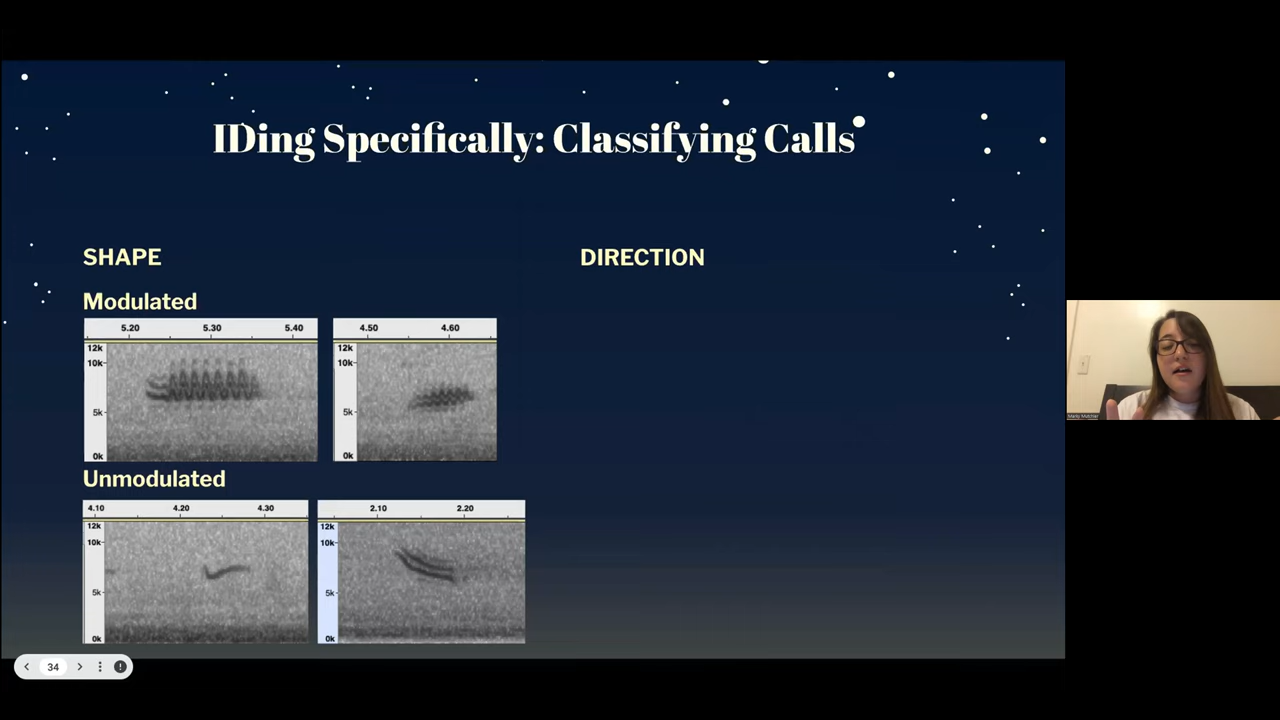 IDing Specifically: Classifying Calls
SHAPE
DIRECTION
Modulated
5.20 5.30 5.40
12k
10k
5k
0k
4.50 4.60
12k
10k
5k
0k
Unmodulated
4.10 4.20 4.30
12k
10k
5k
0k
2.10 2.20
12k
10k
5k
0k
34